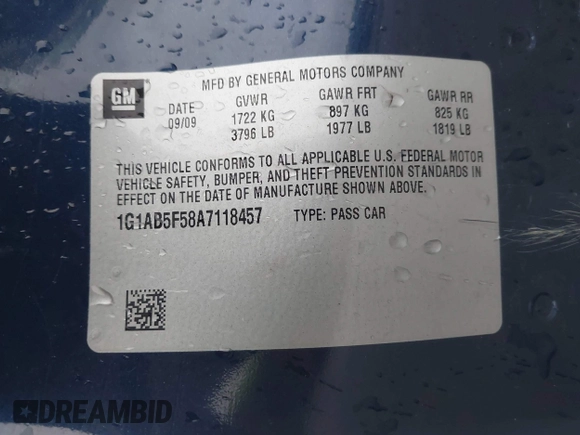 MFD BY GENERAL MOTORS COMPANY
GM
DATE GVWR GAWR FRT GAWR RR
09/09 1722 KG 897 KG 825 KG
3796 LB 1977 LB 1819 LB
THIS VEHICLE CONFORMS TO ALL APPLICABLE U.S. FEDERAL MOTOR
VEHICLE SAFETY, BUMPER, AND THEFT PREVENTION STANDARDS IN
EFFECT ON THE DATE OF MANUFACTURE SHOWN ABOVE.
1G1AB5F58A7118457 TYPE: PASS CAR
DREAMBID